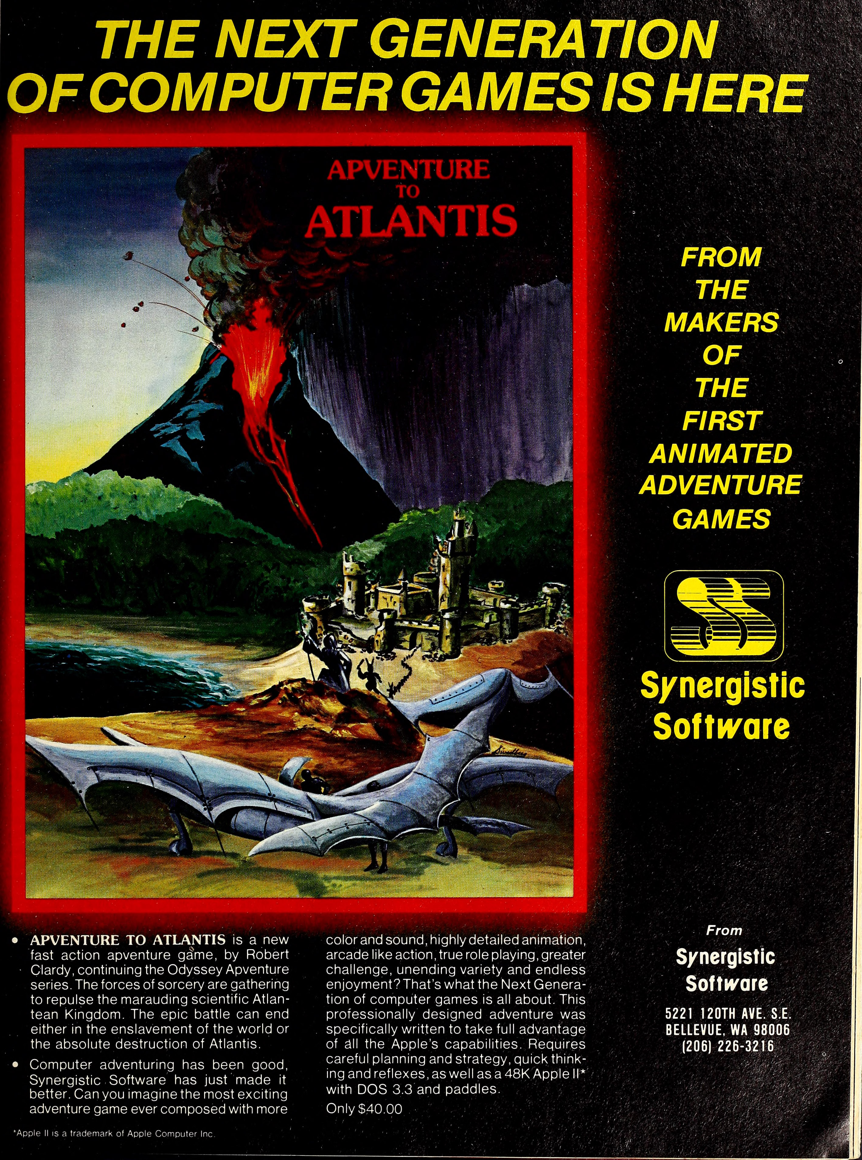 THE NEXT GENERATION
OF COMPUTER GAMES IS HERE
APVENTURE
TO
ATLANTIS
FROM
THE
MAKERS
OF
THE
FIRST
ANIMATED
ADVENTURE
GAMES
Synergistic
Software
• APVENTURE TO ATLANTIS is a new
fast action apventure game, by Robert
Clardy, continuing the Odyssey Apventure
series. The forces of sorcery are gathering
to repulse the marauding scientific Atlan-
tean Kingdom. The epic battle can end
either in the enslavement of the world or
the absolute destruction of Atlantis.
• Computer adventuring has been good,
Synergistic Software has just made it
better. Can you imagine the most exciting
adventure game ever composed with more
color and sound, highly detailed animation,
arcade like action, true role playing, greater
challenge, unending variety and endless
enjoyment? That's what the Next Genera-
tion of computer games is all about. This
professionally designed adventure was
specifically written to take full advantage
of all the Apple's capabilities. Requires
careful planning and strategy, quick think-
ing and reflexes, as well as a 48K Apple II*
with DOS 3.3 and paddles.
Only $40.00
*Apple II is a trademark of Apple Computer Inc.
From
Synergistic
Software
5221 120TH AVE. S.E.
BELLEVUE, WA 98006
(206) 226-3216